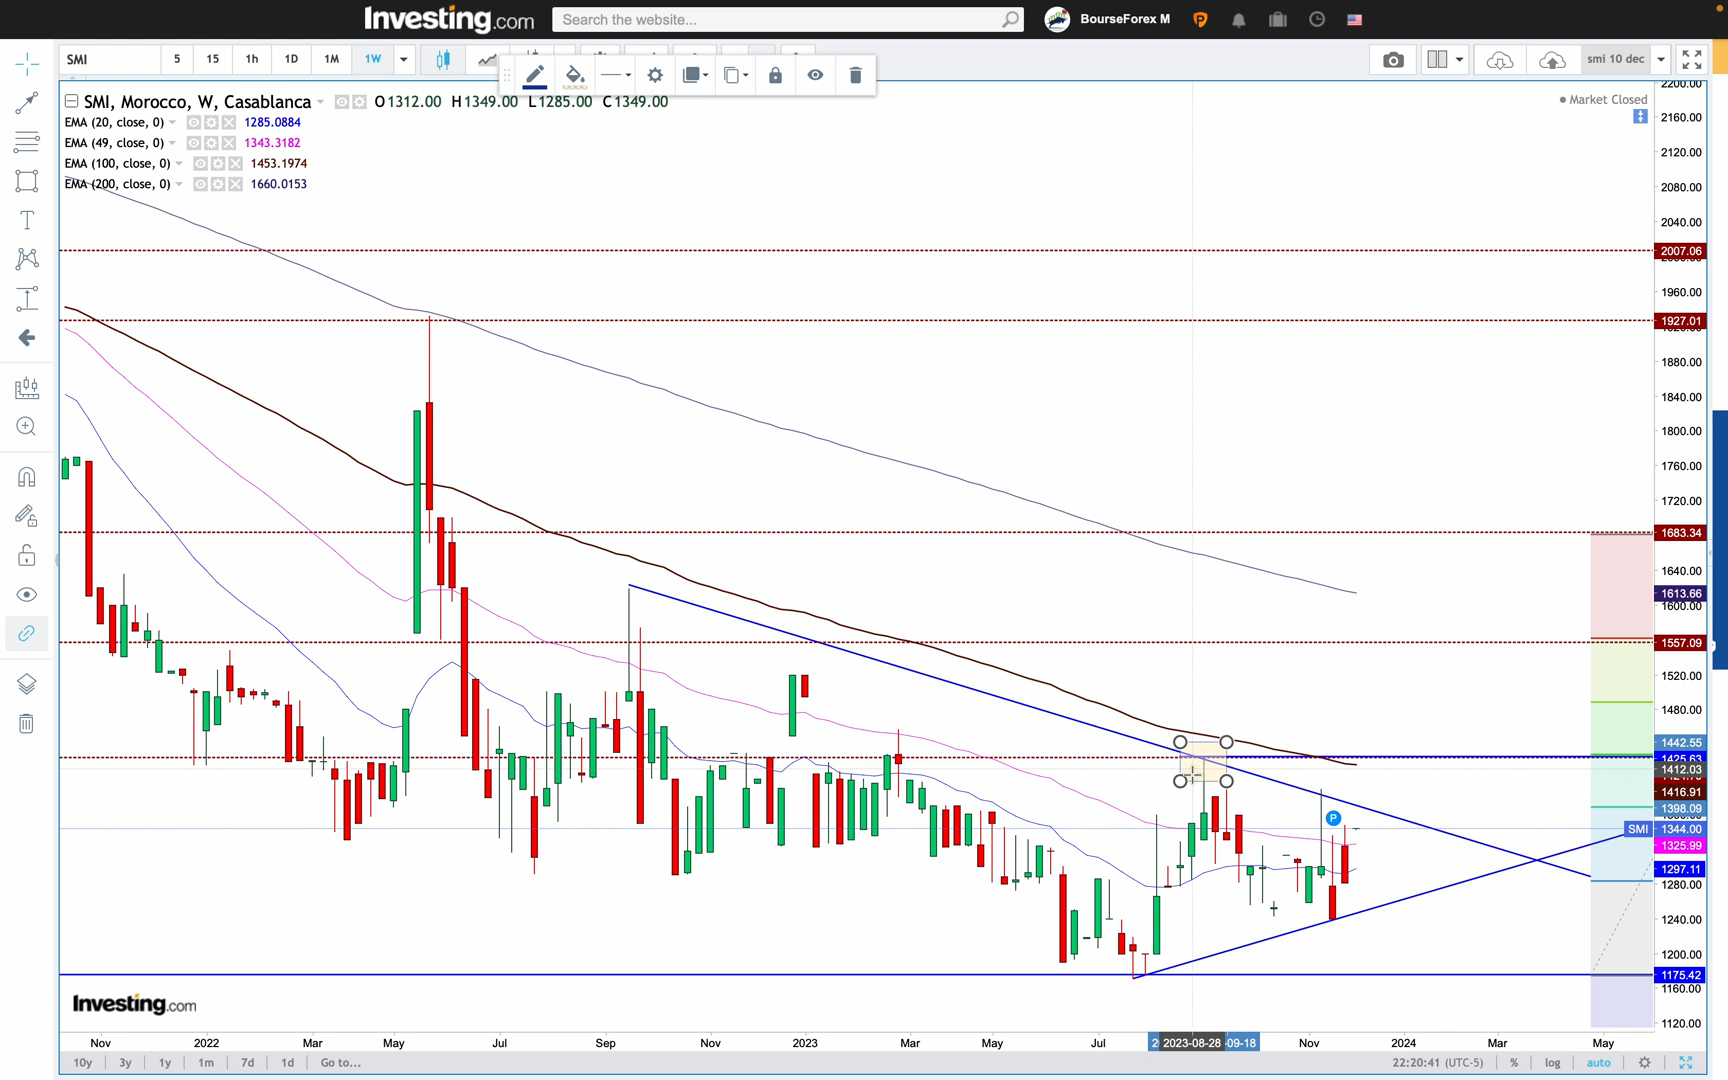 Investing.com
Search the website...
BourseForex M
SMI
5
15
1h
1D
1M
1W
smi 10 dec
SMI, Morocco, W, Casablanca
O1312.00 H1349.00 L1285.00 C1349.00
Market Closed
EMA (20, close, 0)
1285.0884
EMA (49, close, 0)
1343.3182
EMA (100, close, 0)
1453.1974
EMA (200, close, 0)
1660.0153
2200.00
2160.00
2120.00
2080.00
2040.00
2007.06
1960.00
1927.01
1880.00
1840.00
1800.00
1760.00
1720.00
1683.34
1640.00
1613.66
1600.00
1557.09
1520.00
1480.00
1442.55
1412.03
1416.91
1398.09
P
SMI
1344.00
1325.99
1297.11
1280.00
1240.00
1200.00
1175.42
1160.00
1120.00
Investing.com
Nov
2022
Mar
May
Jul
Sep
Nov
2023
Mar
May
Jul
2023-08-28
-09-18
Nov
2024
Mar
May
10y
3y
1y
1m
7d
1d
Go to...
22:20:41 (UTC-5)
%
log
auto